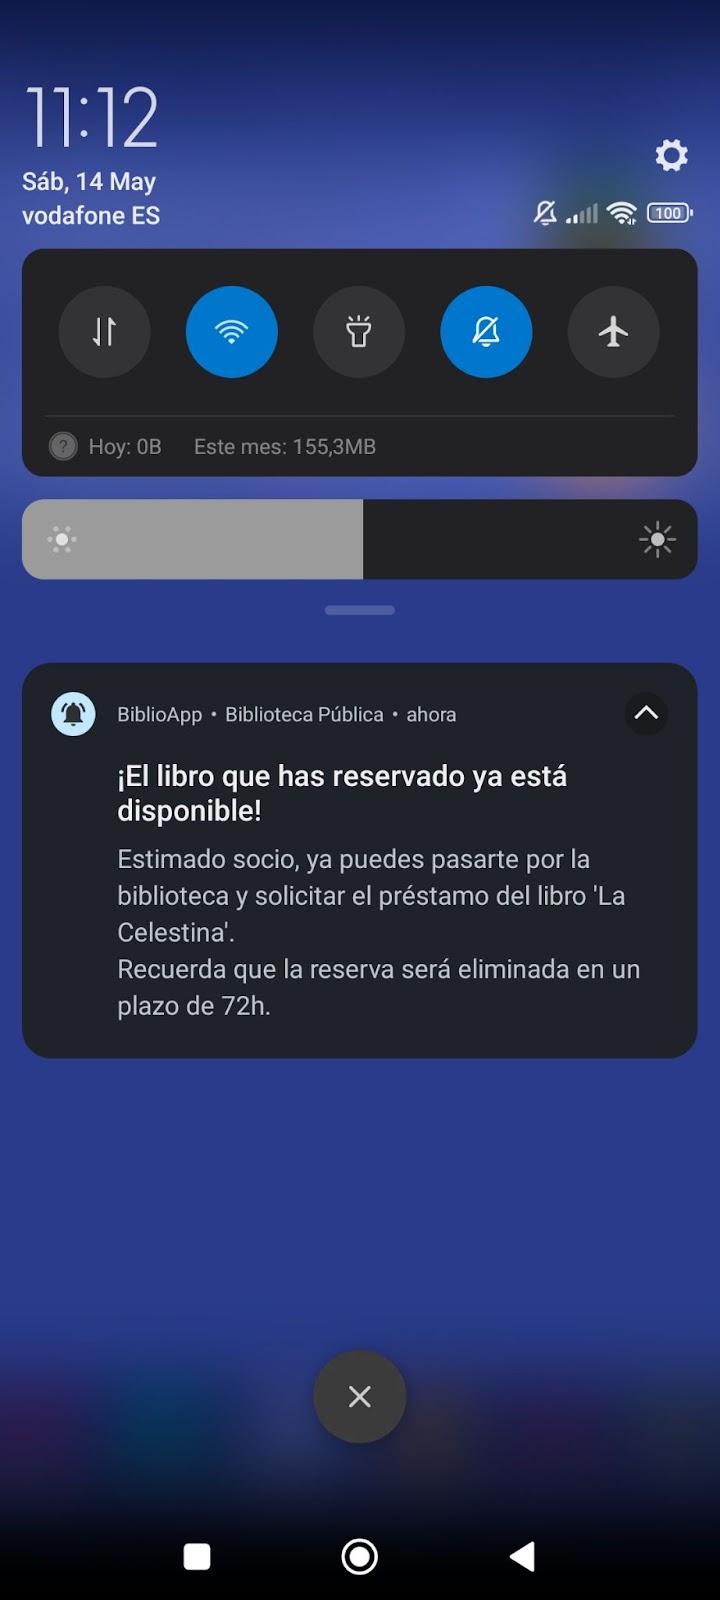 11:12
Sáb, 14 May
vodafone ES
100
Hoy: 0B Este mes: 155,3MB
BiblioApp • Biblioteca Pública • ahora
¡El libro que has reservado ya está
disponible!
Estimado socio, ya puedes pasarte por la
biblioteca y solicitar el préstamo del libro 'La
Celestina'.
Recuerda que la reserva será eliminada en un
plazo de 72h.